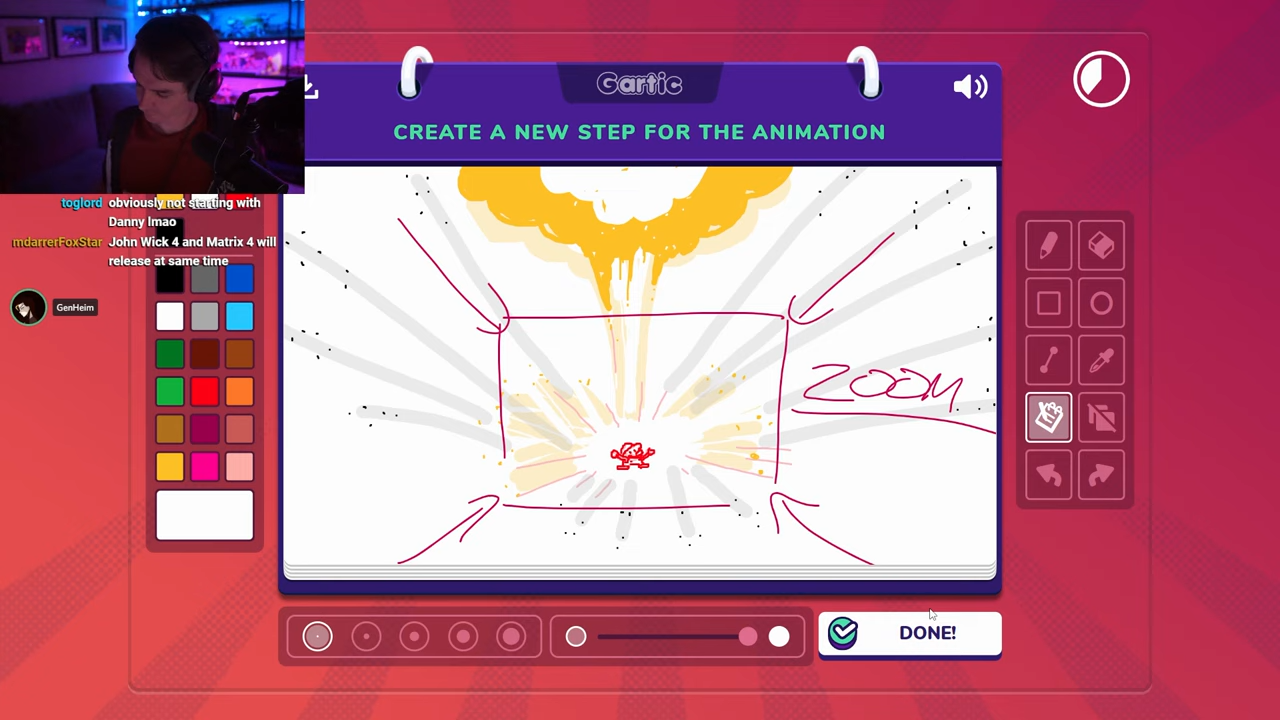 Gartic
CREATE A NEW STEP FOR THE ANIMATION
toglord obviously not starting with
Danny lmao
mdarrerFoxStar John Wick 4 and Matrix 4 will
release at same time
GenHeim
ZOOM
DONE!